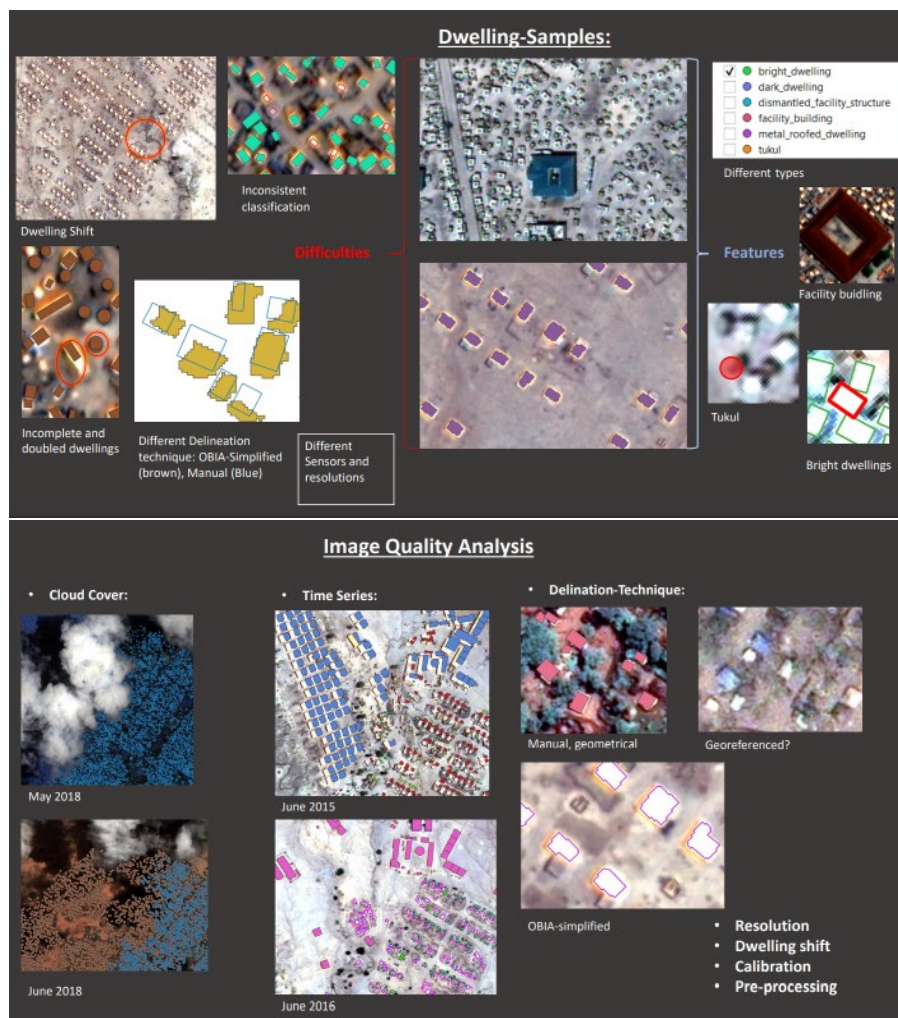 Dwelling-Samples:
Dwelling Shift
Inconsistent
classification
Difficulties
Incomplete and
doubled dwellings
Different Delineation
technique: OBIA-Simplified
(brown), Manual (Blue)
Different
Sensors and
resolutions
bright_dwelling
dark_dwelling
dismantled_facility_structure
facility_building
metal_roofed_dwelling
tukul
Different types
Features
Facility buidling
Tukul
Bright dwellings
Image Quality Analysis
• Cloud Cover:
May 2018
June 2018
• Time Series:
June 2015
June 2016
• Delination-Technique:
Manual, geometrical
Georeferenced?
OBIA-simplified
• Resolution
• Dwelling shift
• Calibration
• Pre-processing